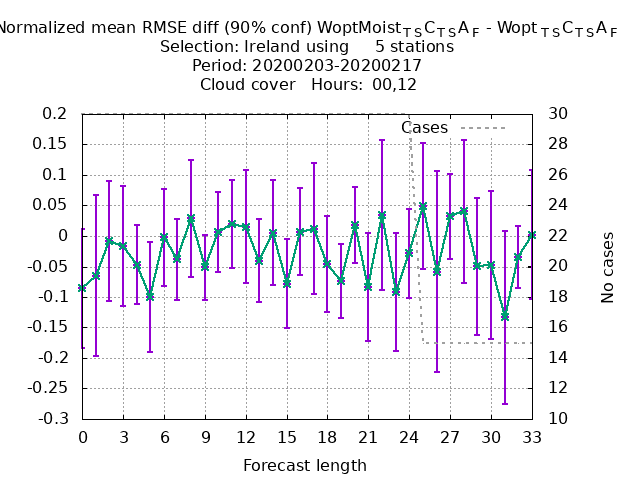 Normalized mean RMSE diff (90% conf) WoptMoist_TSC_TSA_F - Wopt_TSC_TSA_F
Selection: Ireland using 5 stations
Period: 20200203-20200217
Cloud cover Hours: 00,12
Cases
0.2
0.15
0.1
0.05
0
-0.05
-0.1
-0.15
-0.2
-0.25
-0.3
30
28
26
24
22
20
18
16
14
12
10
No cases
0 3 6 9 12 15 18 21 24 27 30 33
Forecast length